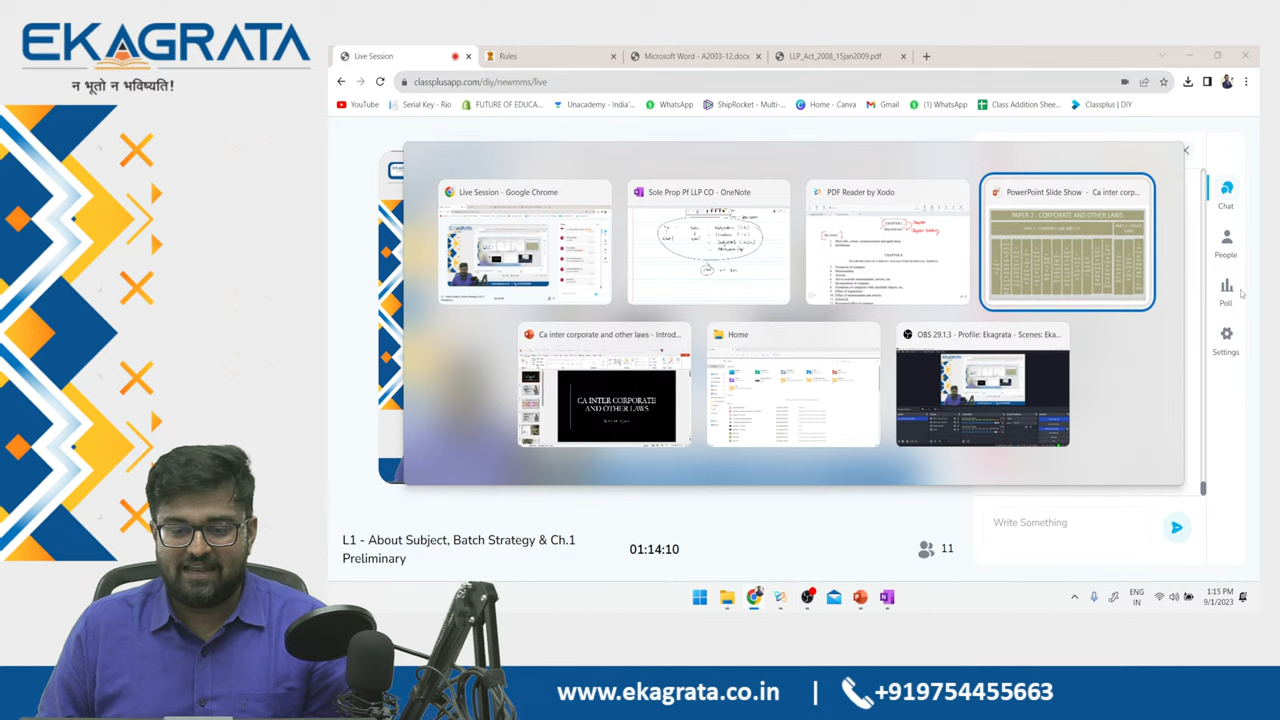 EKAGRATA
न भूतो न भविष्यति!
Live Session
Rules
Microsoft Word - A2003-12.docx
LLP_Act_2008_15jan2009.pdf
classplusapp.com/diy/newmms/live
YouTube
Serial Key - Rio
FUTURE OF EDUCA...
Unacademy - India'...
WhatsApp
ShipRocket - Multi-...
Home - Canva
Gmail
(1) WhatsApp
Class Addition Shee...
Classplus | DIY
Live Session - Google Chrome
Sole Prop Pf LLP CO - OneNote
PDF Reader by Xodo
PowerPoint Slide Show - Ca inter corp...
PAPER 2 : CORPORATE AND OTHER LAWS
Ca inter corporate and other laws - Introd...
Home
OBS 29.1.3 - Profile: Ekagrata - Scenes: Eka...
CA INTER CORPORATE
AND OTHER LAWS
Chat
People
Poll
Settings
Write Something
L1 - About Subject, Batch Strategy & Ch.1
Preliminary
01:14:10
11
ENG
IN
1:15 PM
9/1/2023
www.ekagrata.co.in | +919754455663